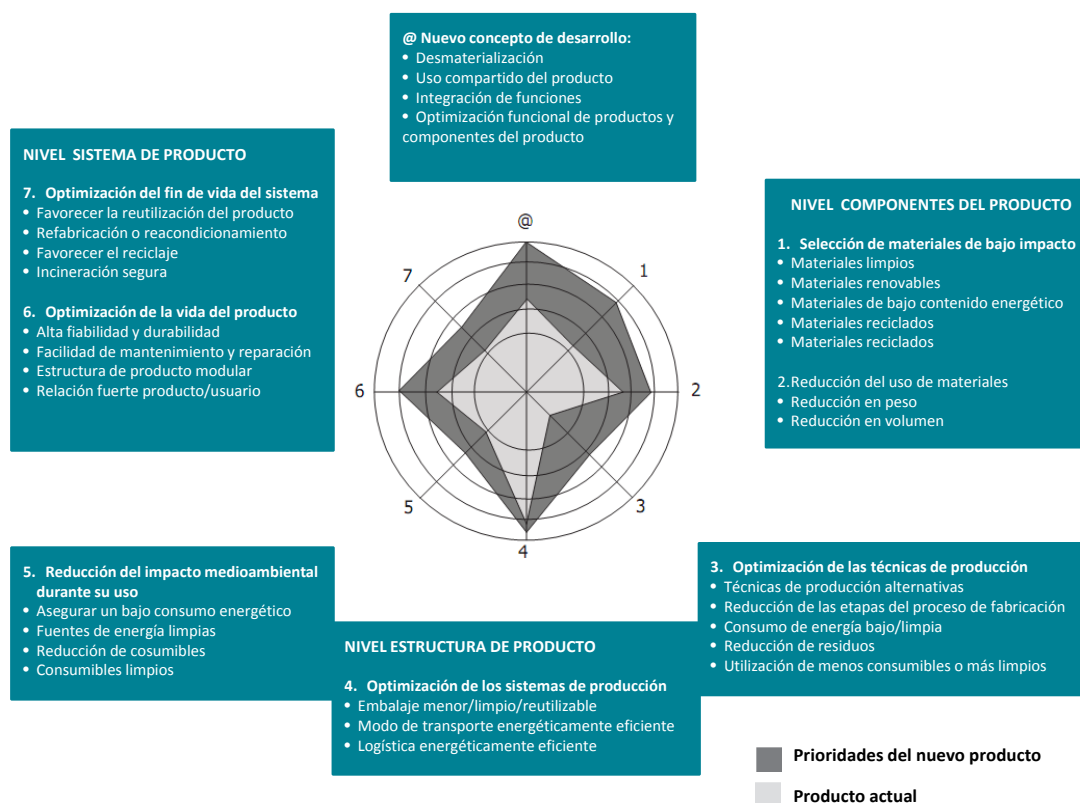 @ Nuevo concepto de desarrollo:
• Desmaterialización
• Uso compartido del producto
• Integración de funciones
• Optimización funcional de productos y
componentes del producto
NIVEL SISTEMA DE PRODUCTO
7. Optimización del fin de vida del sistema
• Favorecer la reutilización del producto
• Refabricación o reacondicionamiento
• Favorecer el reciclaje
• Incineración segura
6. Optimización de la vida del producto
• Alta fiabilidad y durabilidad
• Facilidad de mantenimiento y reparación
• Estructura de producto modular
• Relación fuerte producto/usuario
NIVEL COMPONENTES DEL PRODUCTO
1. Selección de materiales de bajo impacto
• Materiales limpios
• Materiales renovables
• Materiales de bajo contenido energético
• Materiales reciclados
• Materiales reciclados
2.Reducción del uso de materiales
• Reducción en peso
• Reducción en volumen
@
1
2
3
4
5
6
7
5. Reducción del impacto medioambiental
durante su uso
• Asegurar un bajo consumo energético
• Fuentes de energía limpias
• Reducción de cosumibles
• Consumibles limpios
NIVEL ESTRUCTURA DE PRODUCTO
4. Optimización de los sistemas de producción
• Embalaje menor/limpio/reutilizable
• Modo de transporte energéticamente eficiente
• Logística energéticamente eficiente
3. Optimización de las técnicas de producción
• Técnicas de producción alternativas
• Reducción de las etapas del proceso de fabricación
• Consumo de energía bajo/limpia
• Reducción de residuos
• Utilización de menos consumibles o más limpios
Prioridades del nuevo producto
Producto actual